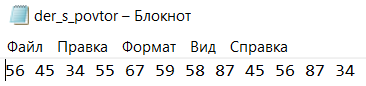 der_s_povtor – Блокнот
Файл Правка Формат Вид Справка
56 45 34 55 67 59 58 87 45 56 87 34